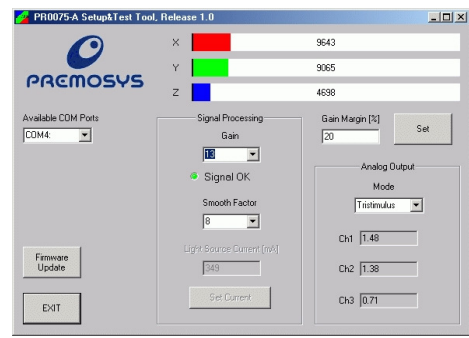 PR0075-A Setup&Test Tool, Release 1.0
X 9643
Y 9065
Z 4698
PREMOSYS
Available COM Ports
COM4:
Signal Processing
Gain
13
Signal OK
Smooth Factor
8
Light Source Current [mA]
349
Set Current
Gain Margin [%]
20
Set
Analog Output
Mode
Tristimulus
Ch1 1.48
Ch2 1.38
Ch3 0.71
Firmware
Update
EXIT